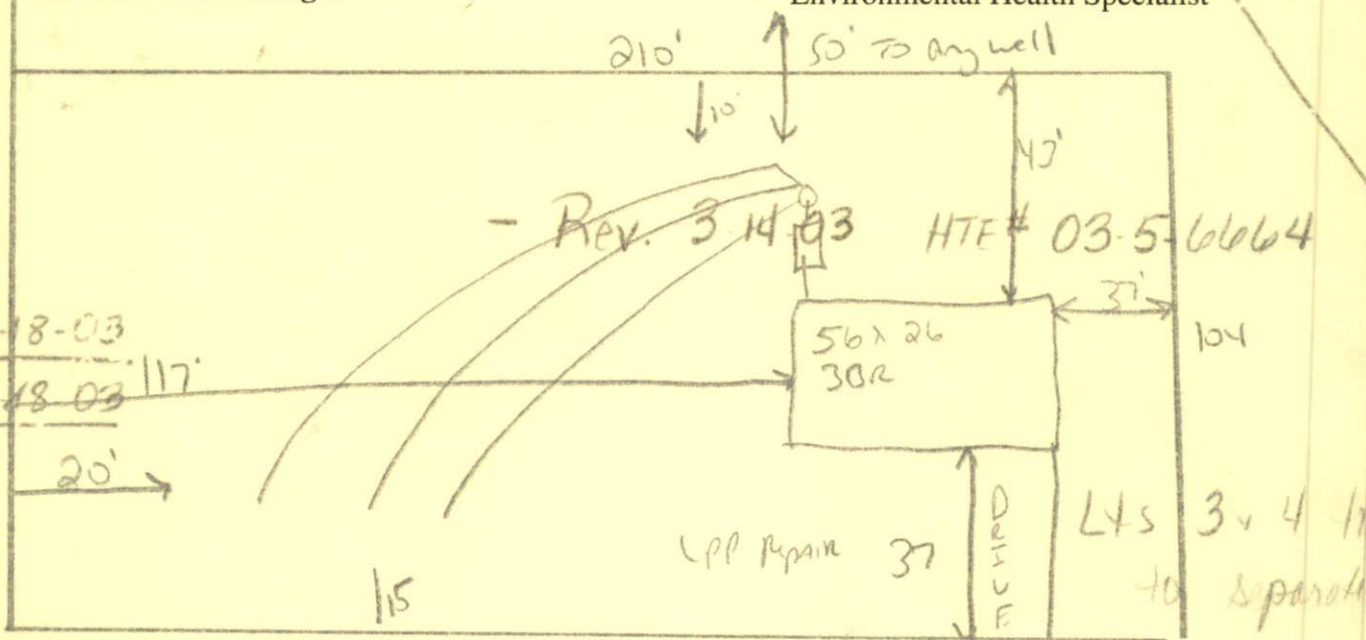 Environmental Health Specialist
210'
50' To any well
10'
43'
- Rev. 3-14-03
HTE# 03-5-6664
37'
18-03
56 x 26
3BR
104
117'
18-03
20'
DRIVE
Lts 3 & 4
LPP Repair 37
to separate
115